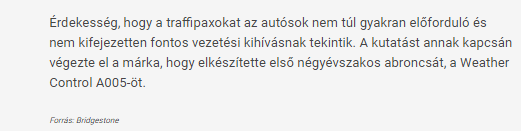 Érdekesség, hogy a traffipaxokat az autósok nem túl gyakran előforduló és
nem kifejezetten fontos vezetési kihívásnak tekintik. A kutatást annak kapcsán
végezte el a márka, hogy elkészítette első négyévszakos abroncsát, a Weather
Control A005-öt.
Forrás: Bridgestone